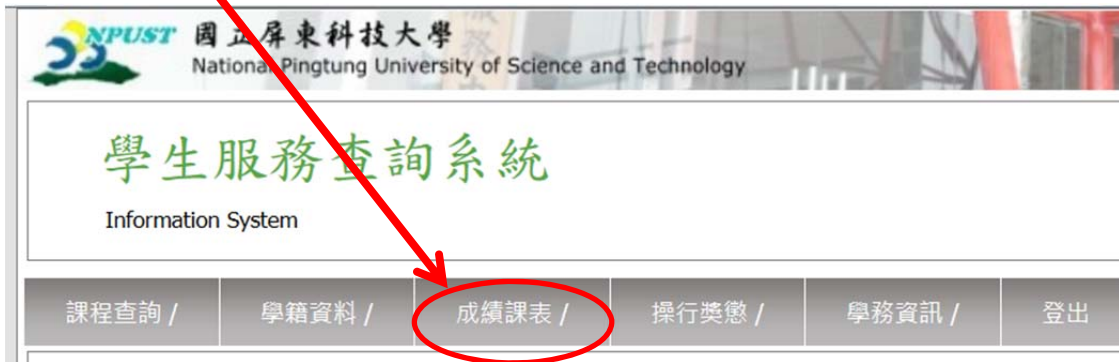 NPUST 國立屏東科技大學
National Pingtung University of Science and Technology
學生服務查詢系統
Information System
課程查詢 / 學籍資料 / 成績課表 / 操行獎懲 / 學務資訊 / 登出